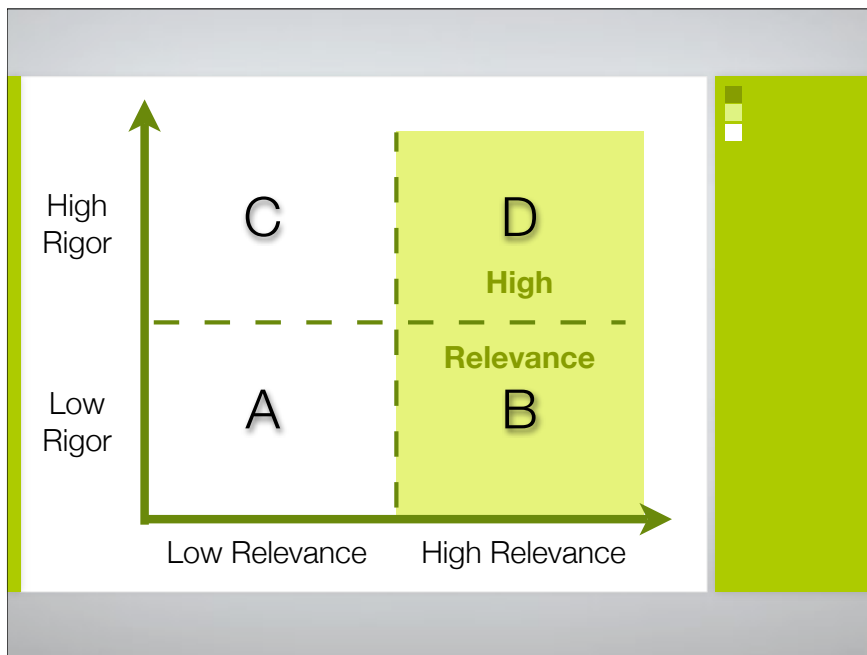 High
Rigor
C
D
High
Relevance
Low
Rigor
A
B
Low Relevance
High Relevance